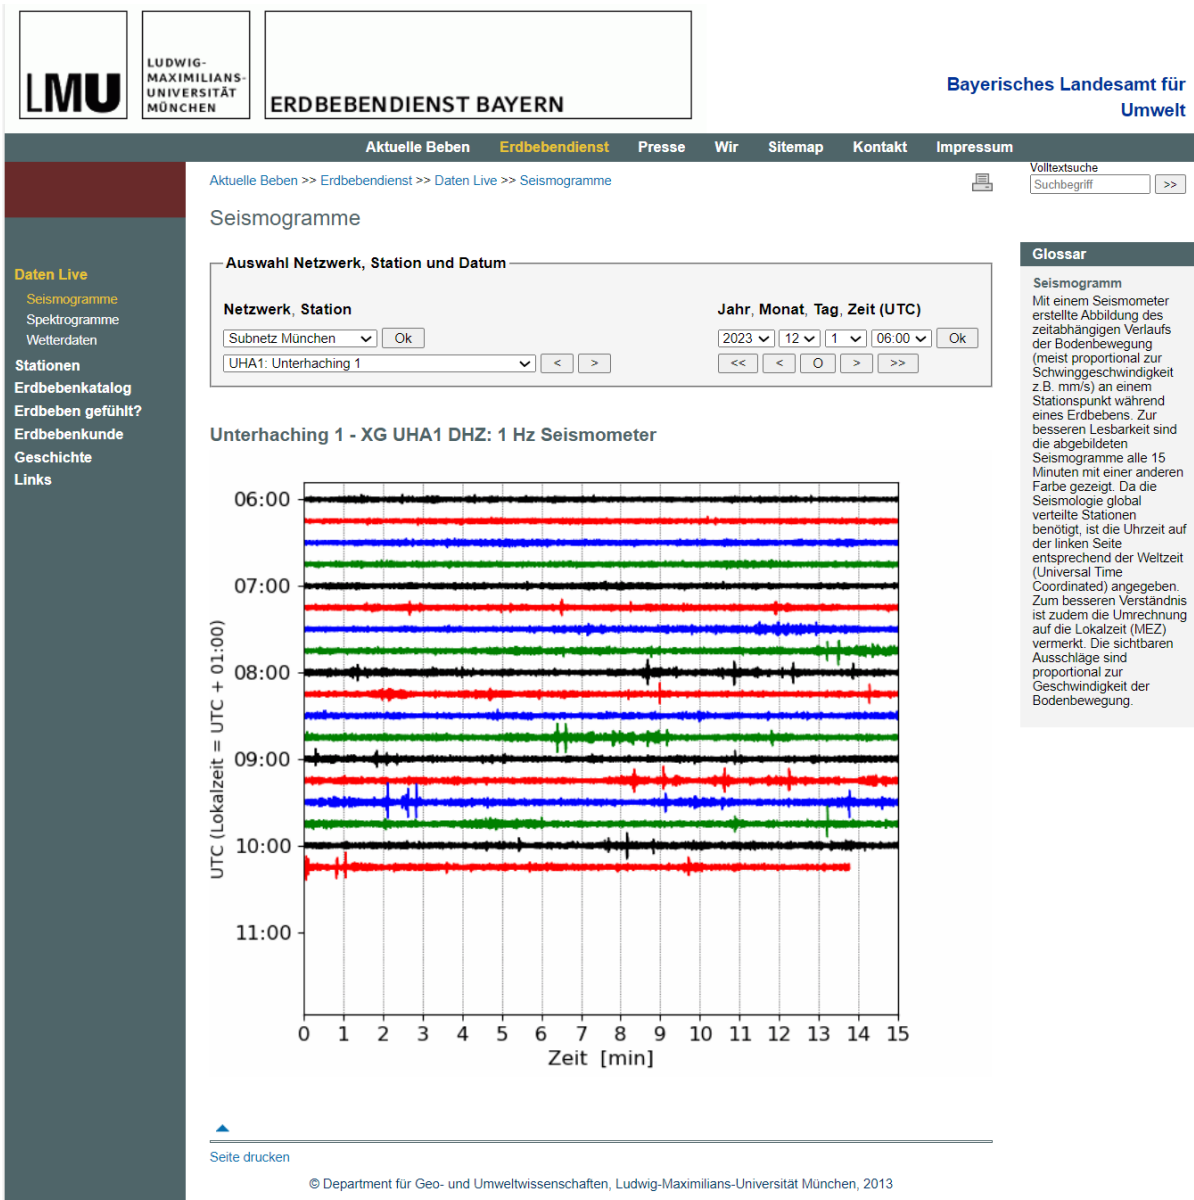 LMU
LUDWIG-
MAXIMILIANS-
UNIVERSITÄT
MÜNCHEN
ERDBEBENDIENST BAYERN
Bayerisches Landesamt für
Umwelt
Aktuelle Beben Erdbebendienst Presse Wir Sitemap Kontakt Impressum
Aktuelle Beben >> Erdbebendienst >> Daten Live >> Seismogramme
Volltextsuche
Suchbegriff >>
Seismogramme
Daten Live
Seismogramme
Spektrogramme
Wetterdaten
Stationen
Erdbebenkatalog
Erdbeben gefühlt?
Erdbebenkunde
Geschichte
Links
Auswahl Netzwerk, Station und Datum
Netzwerk, Station
Subnetz München Ok
UHA1: Unterhaching 1 < >
Jahr, Monat, Tag, Zeit (UTC)
2023 12 1 06:00 Ok
<< < O > >>
Unterhaching 1 - XG UHA1 DHZ: 1 Hz Seismometer
UTC (Lokalzeit = UTC + 01:00)
06:00
07:00
08:00
09:00
10:00
11:00
0 1 2 3 4 5 6 7 8 9 10 11 12 13 14 15
Zeit [min]
Glossar
Seismogramm
Mit einem Seismometer
erstellte Abbildung des
zeitabhängigen Verlaufs
der Bodenbewegung
(meist proportional zur
Schwinggeschwindigkeit
z.B. mm/s) an einem
Stationspunkt während
eines Erdbebens. Zur
besseren Lesbarkeit sind
die abgebildeten
Seismogramme alle 15
Minuten mit einer anderen
Farbe gezeigt. Da die
Seismologie global
verteilte Stationen
benötigt, ist die Uhrzeit auf
der linken Seite
entsprechend der Weltzeit
(Universal Time
Coordinated) angegeben.
Zum besseren Verständnis
ist zudem die Umrechnung
auf die Lokalzeit (MEZ)
vermerkt. Die sichtbaren
Ausschläge sind
proportional zur
Geschwindigkeit der
Bodenbewegung.
Seite drucken
© Department für Geo- und Umweltwissenschaften, Ludwig-Maximilians-Universität München, 2013